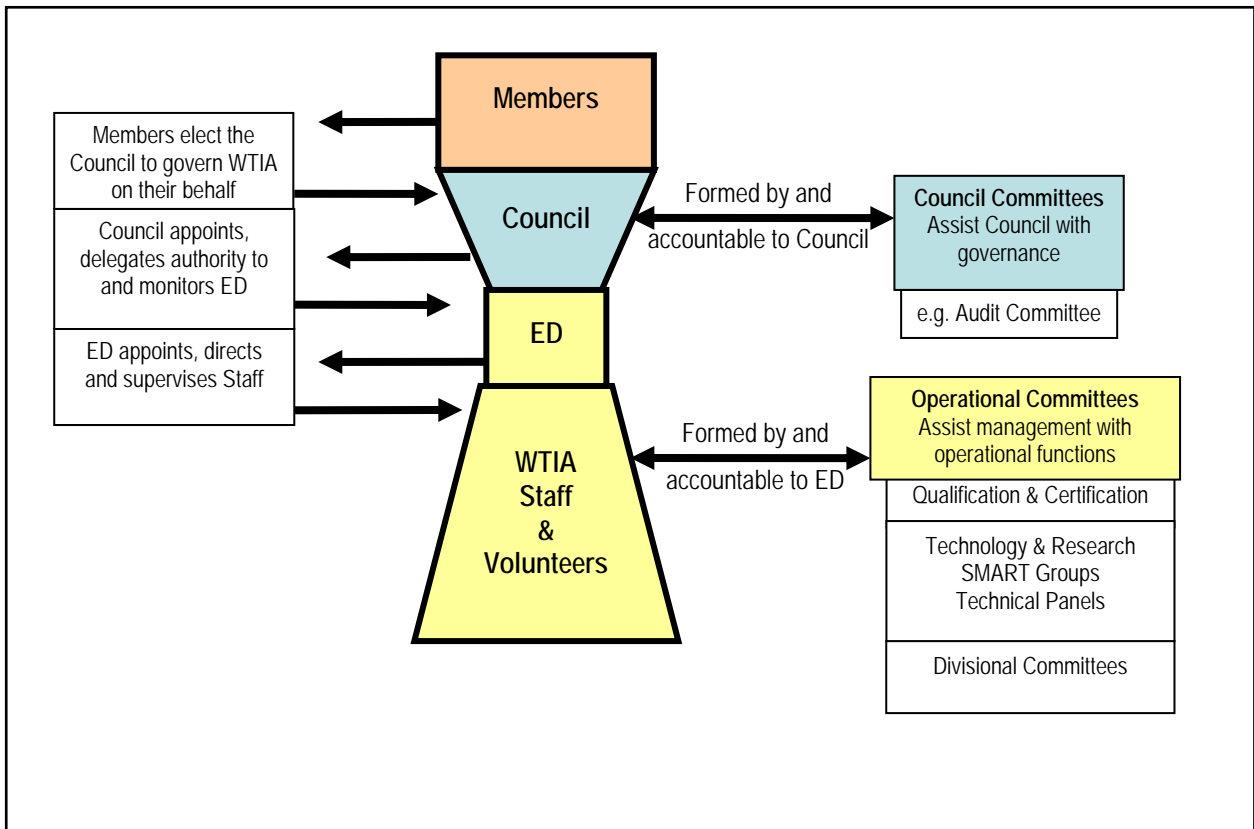 Members
Members elect the
Council to govern WTIA
on their behalf
Council appoints,
delegates authority to
and monitors ED
ED appoints, directs
and supervises Staff
Council
Formed by and
accountable to Council
Council Committees
Assist Council with
governance
e.g. Audit Committee
ED
WTIA
Staff
&
Volunteers
Formed by and
accountable to ED
Operational Committees
Assist management with
operational functions
Qualification & Certification
Technology & Research
SMART Groups
Technical Panels
Divisional Committees